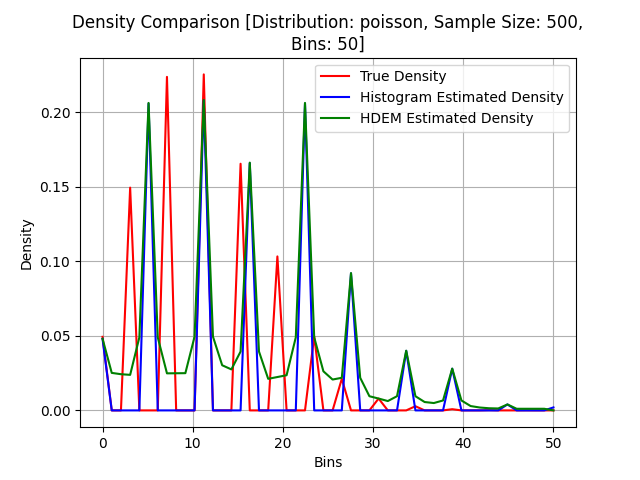 Density Comparison [Distribution: poisson, Sample Size: 500,
Bins: 50]
True Density
Histogram Estimated Density
HDEM Estimated Density
Density
0.20
0.15
0.10
0.05
0.00
0 10 20 30 40 50
Bins